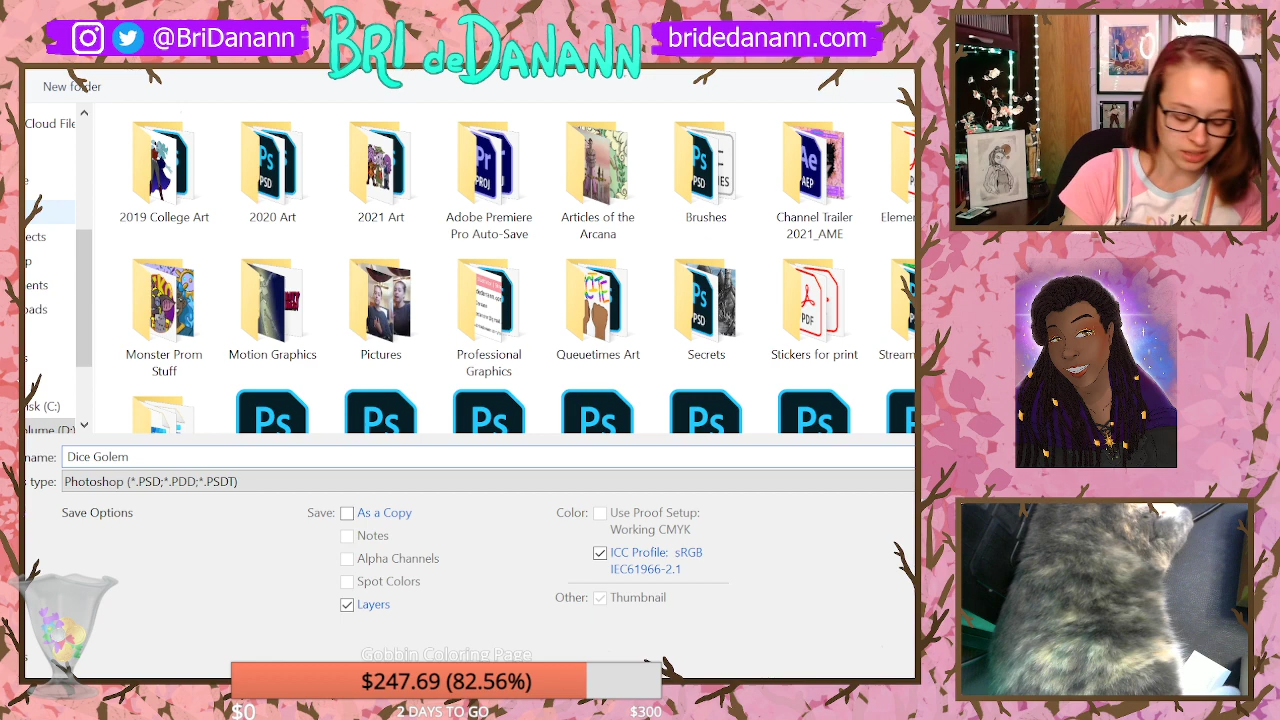 @BriDanann
BRI deDANANN
bridedanann.com
New folder
Cloud File
ects
ents
oads
isk (C:)
olume (D:)
2019 College Art
2020 Art
2021 Art
Adobe Premiere
Pro Auto-Save
Articles of the
Arcana
Brushes
Channel Trailer
2021_AME
Elemen
Monster Prom
Stuff
Motion Graphics
Pictures
Professional
Graphics
Queuetimes Art
Secrets
Stickers for print
Stream
name: Dice Golem
s type: Photoshop (*.PSD;*.PDD;*.PSDT)
Save Options
Save: As a Copy
Notes
Alpha Channels
Spot Colors
Layers
Color: Use Proof Setup:
Working CMYK
ICC Profile: sRGB
IEC61966-2.1
Other: Thumbnail
Gobbin Coloring Page
$247.69 (82.56%)
$0 2 DAYS TO GO $300